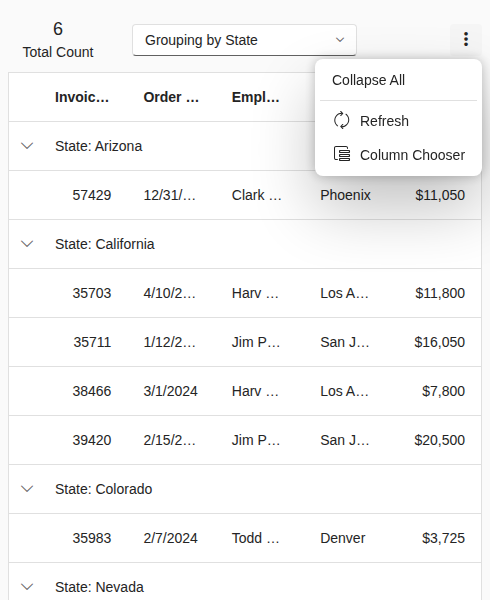 6
Total Count
Grouping by State
Collapse All
Refresh
Column Chooser
Invoic… Order … Empl…
State: Arizona
57429 12/31/… Clark … Phoenix $11,050
State: California
35703 4/10/2… Harv … Los A… $11,800
35711 1/12/2… Jim P… San J… $16,050
38466 3/1/2024 Harv … Los A… $7,800
39420 2/15/2… Jim P… San J… $20,500
State: Colorado
35983 2/7/2024 Todd … Denver $3,725
State: Nevada